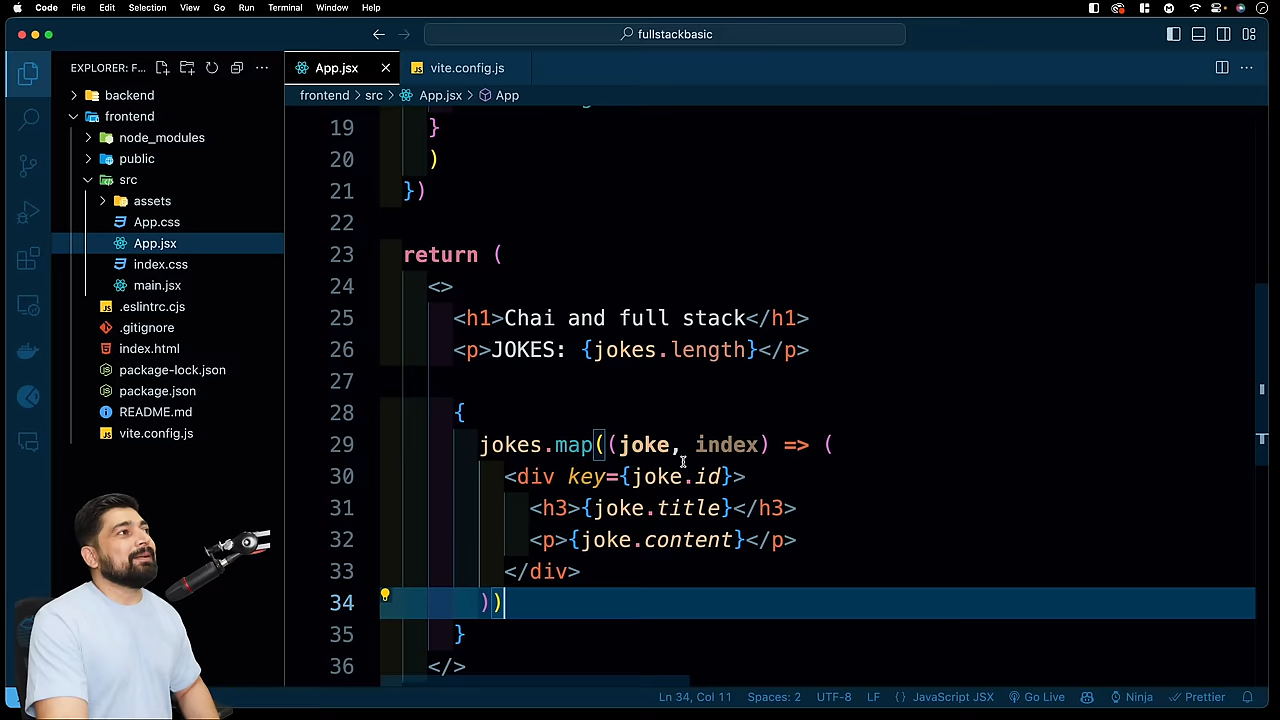 Code File Edit Selection View Go Run Terminal Window Help
fullstackbasic
EXPLORER: F...
App.jsx
vite.config.js
frontend > src > App.jsx > App
backend
frontend
node_modules
public
src
assets
App.css
App.jsx
index.css
main.jsx
.eslintrc.cjs
.gitignore
index.html
package-lock.json
package.json
README.md
vite.config.js
19 }
20 )
21 })
22
23 return (
24 <>
25 <h1>Chai and full stack</h1>
26 <p>JOKES: {jokes.length}</p>
27
28 {
29 jokes.map((joke, index) => (
30 <div key={joke.id}>
31 <h3>{joke.title}</h3>
32 <p>{joke.content}</p>
33 </div>
34 ))
35 }
36 </>
Ln 34, Col 11 Spaces: 2 UTF-8 LF {} JavaScript JSX Go Live Ninja Prettier